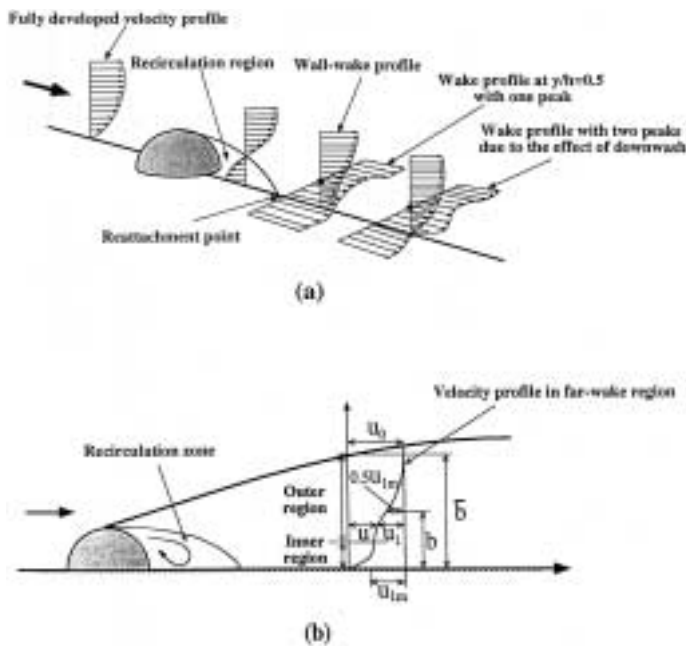 Fully developed velocity profile
Recirculation region
Wall-wake profile
Wake profile at y/h=0.5
with one peak
Wake profile with two peaks
due to the effect of downwash
Reattachment point
(a)
Velocity profile in far-wake region
Recirculation zone
u₀
Outer
region
0.5u₁ₘ
b̄
Inner
region
u
u₁
b
u₁ₘ
(b)